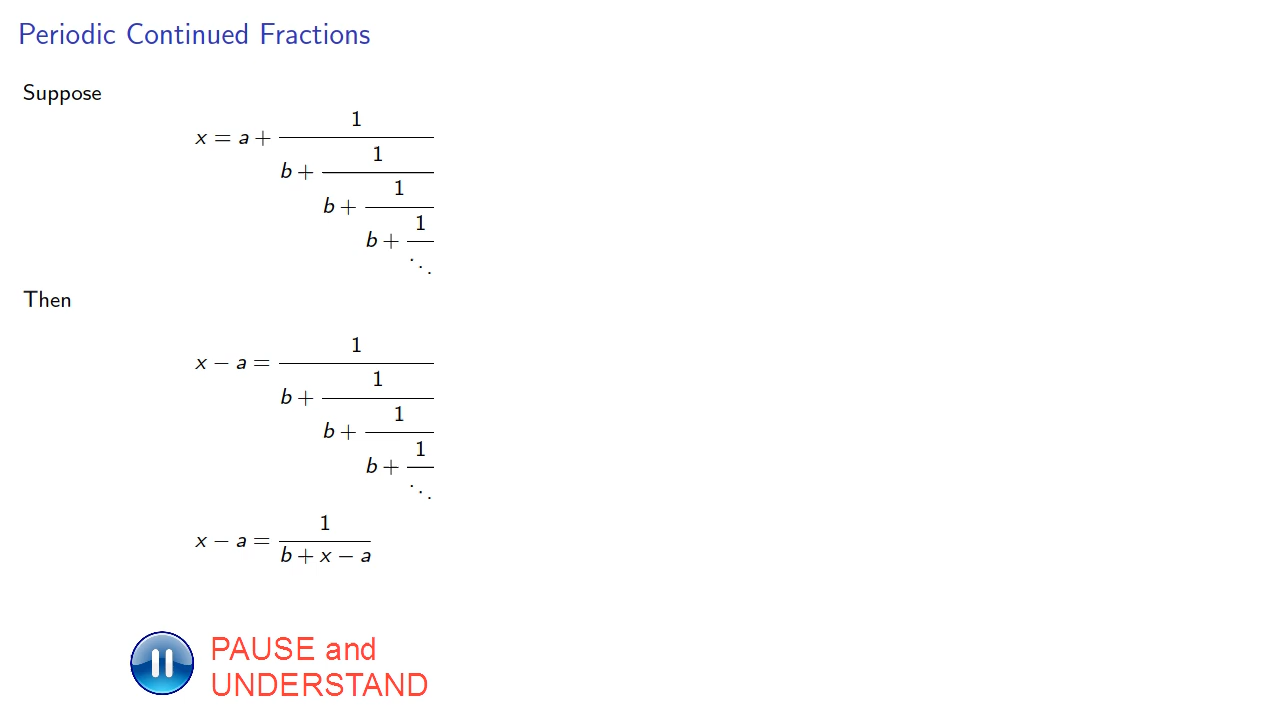 Periodic Continued Fractions
Suppose
x = a + 1
b + 1
b + 1
b + 1
⋱
Then
x − a = 1
b + 1
b + 1
b + 1
⋱
x − a = 1
b + x − a
PAUSE and
UNDERSTAND